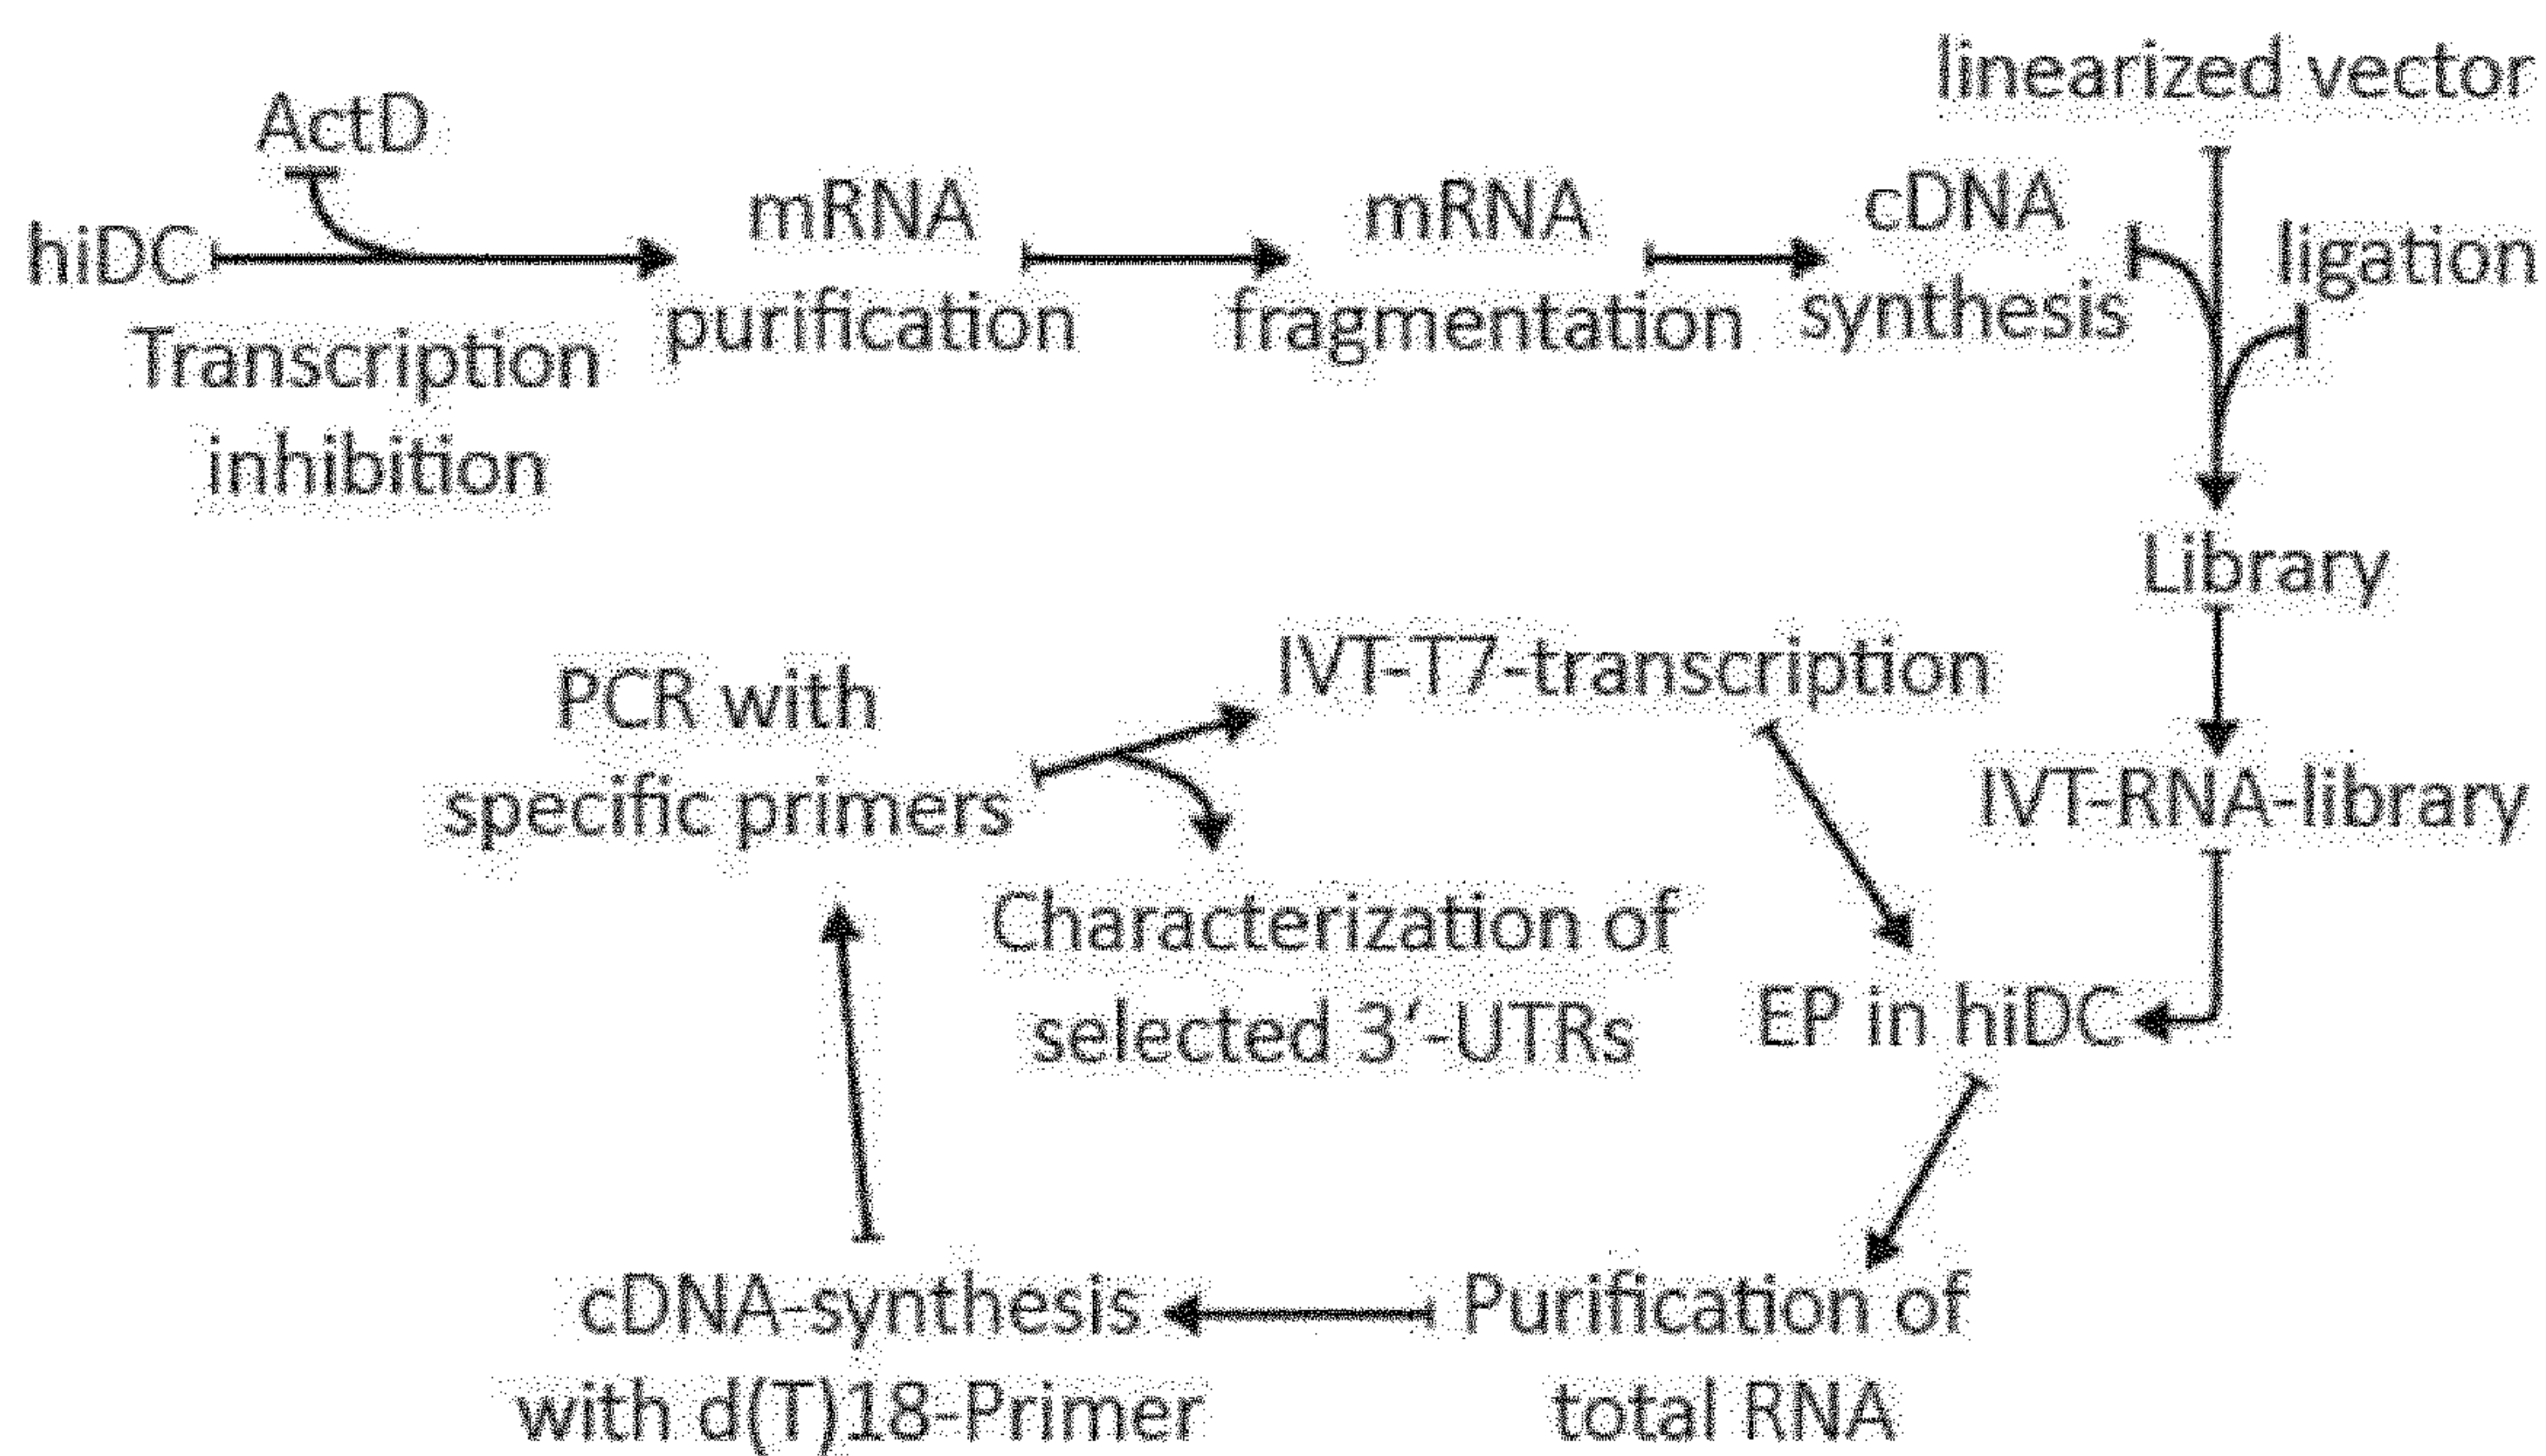 linearized vector
ActD
hiDC
Transcription
inhibition
mRNA
purification
mRNA
fragmentation
cDNA
synthesis
ligation
Library
IVT-RNA-library
IVT-T7-transcription
PCR with
specific primers
Characterization of
selected 3′-UTRs
EP in hiDC
Purification of
total RNA
cDNA-synthesis
with d(T)18-Primer